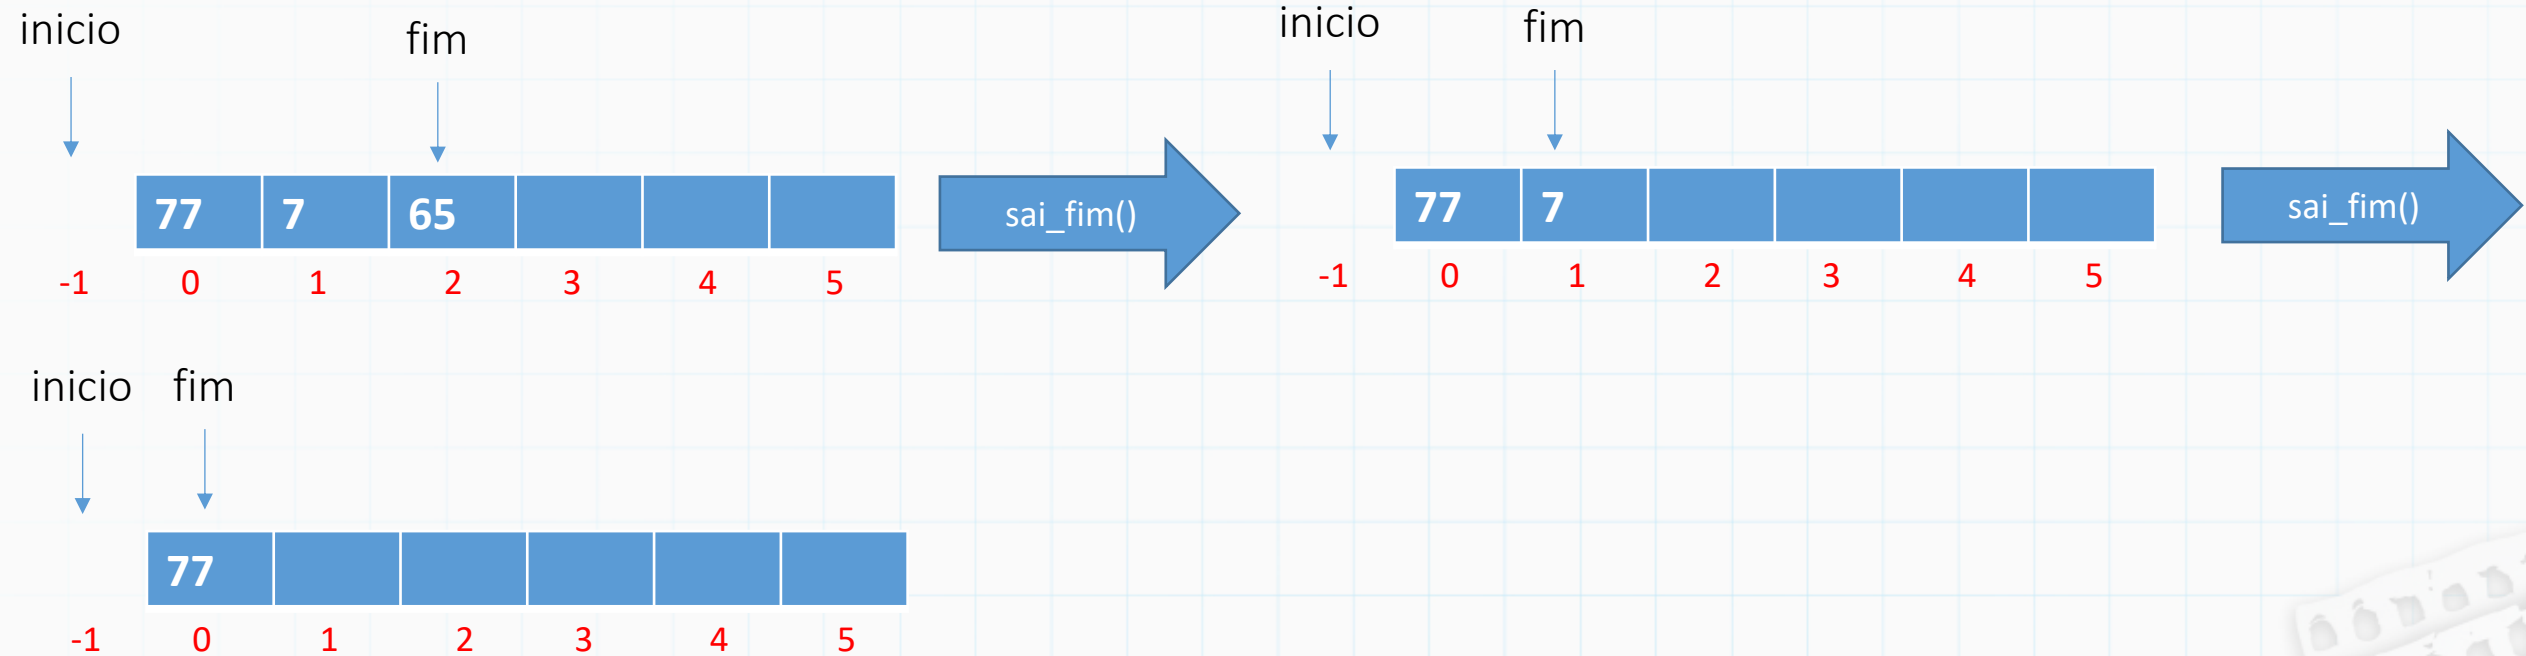 inicio fim
77 7 65
-1 0 1 2 3 4 5
sai_fim()
inicio fim
77 7
-1 0 1 2 3 4 5
sai_fim()
inicio fim
77
-1 0 1 2 3 4 5